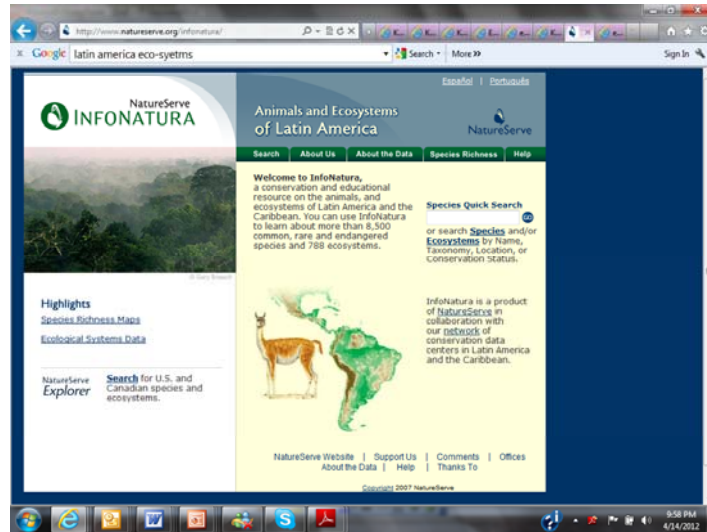 http://www.natureserve.org/infonatura/
Google latin america eco-syetms Search More >> Sign In
Español | Português
NatureServe
INFONATURA
Animals and Ecosystems
of Latin America
NatureServe
Search About Us About the Data Species Richness Help
Welcome to InfoNatura,
a conservation and educational
resource on the animals, and
ecosystems of Latin America and the
Caribbean. You can use InfoNatura
to learn about more than 8,500
common, rare and endangered
species and 788 ecosystems.
Species Quick Search
GO
or search Species and/or
Ecosystems by Name,
Taxonomy, Location, or
Conservation Status.
Highlights
Species Richness Maps
Ecological Systems Data
NatureServe
Explorer
Search for U.S. and
Canadian species and
ecosystems.
InfoNatura is a product
of NatureServe in
collaboration with
our network of
conservation data
centers in Latin America
and the Caribbean.
NatureServe Website | Support Us | Comments | Offices
About the Data | Help | Thanks To
Copyright 2007 NatureServe
9:58 PM
4/14/2012